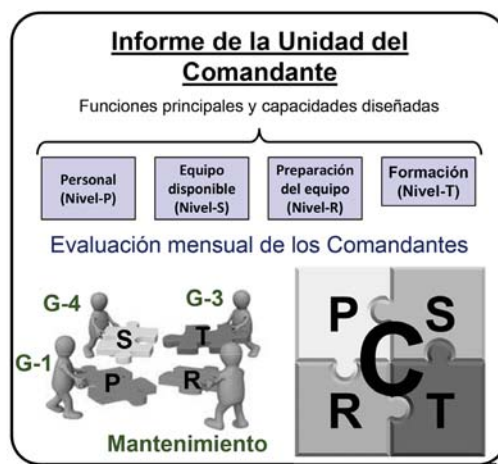 Informe de la Unidad del
Comandante
Funciones principales y capacidades diseñadas
Personal
(Nivel-P)
Equipo
disponible
(Nivel-S)
Preparación
del equipo
(Nivel-R)
Formación
(Nivel-T)
Evaluación mensual de los Comandantes
G-4
G-3
S
T
G-1
P
R
Mantenimiento
P
S
C
R
T